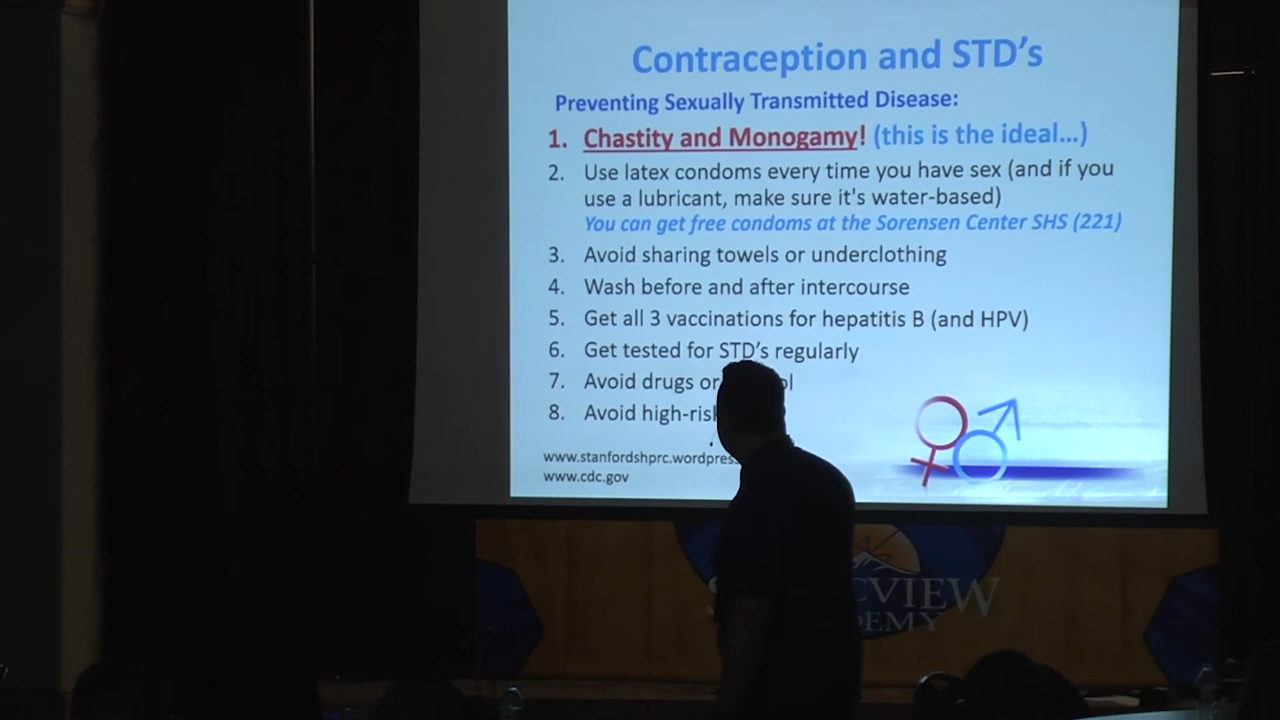 Contraception and STD's
Preventing Sexually Transmitted Disease:
1. Chastity and Monogamy! (this is the ideal...)
2. Use latex condoms every time you have sex (and if you
use a lubricant, make sure it's water-based)
You can get free condoms at the Sorensen Center SHS (221)
3. Avoid sharing towels or underclothing
4. Wash before and after intercourse
5. Get all 3 vaccinations for hepatitis B (and HPV)
6. Get tested for STD's regularly
7. Avoid drugs or
8. Avoid
www.stanfordshprc.wordpress
www.cdc.gov